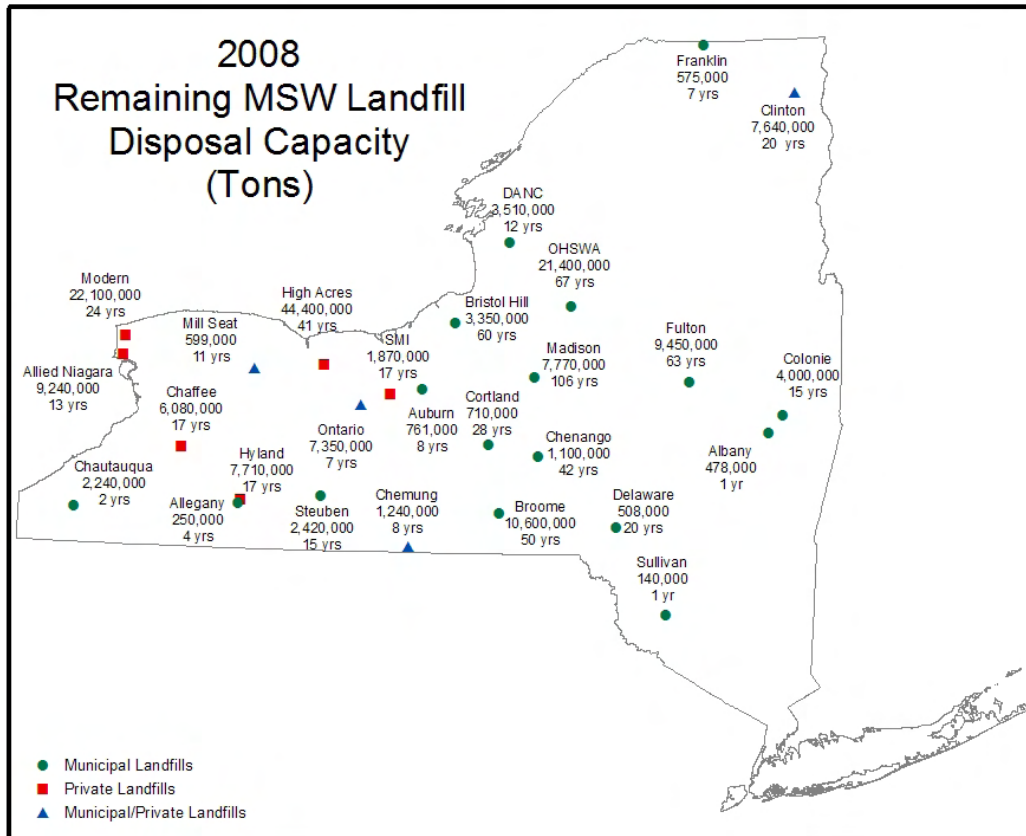 2008
Remaining MSW Landfill
Disposal Capacity
(Tons)
Franklin
575,000
7 yrs
Clinton
7,640,000
20 yrs
DANC
3,510,000
12 yrs
OHSWA
21,400,000
67 yrs
Modern
22,100,000
24 yrs
High Acres
44,400,000
41 yrs
Bristol Hill
3,350,000
60 yrs
Mill Seat
599,000
11 yrs
SMI
1,870,000
17 yrs
Fulton
9,450,000
63 yrs
Madison
7,770,000
106 yrs
Colonie
4,000,000
15 yrs
Allied Niagara
9,240,000
13 yrs
Chaffee
6,080,000
17 yrs
Auburn
761,000
8 yrs
Cortland
710,000
28 yrs
Ontario
7,350,000
7 yrs
Chenango
1,100,000
42 yrs
Albany
478,000
1 yr
Hyland
7,710,000
17 yrs
Chautauqua
2,240,000
2 yrs
Allegany
250,000
4 yrs
Steuben
2,420,000
15 yrs
Chemung
1,240,000
8 yrs
Broome
10,600,000
50 yrs
Delaware
508,000
20 yrs
Sullivan
140,000
1 yr
Municipal Landfills
Private Landfills
Municipal/Private Landfills